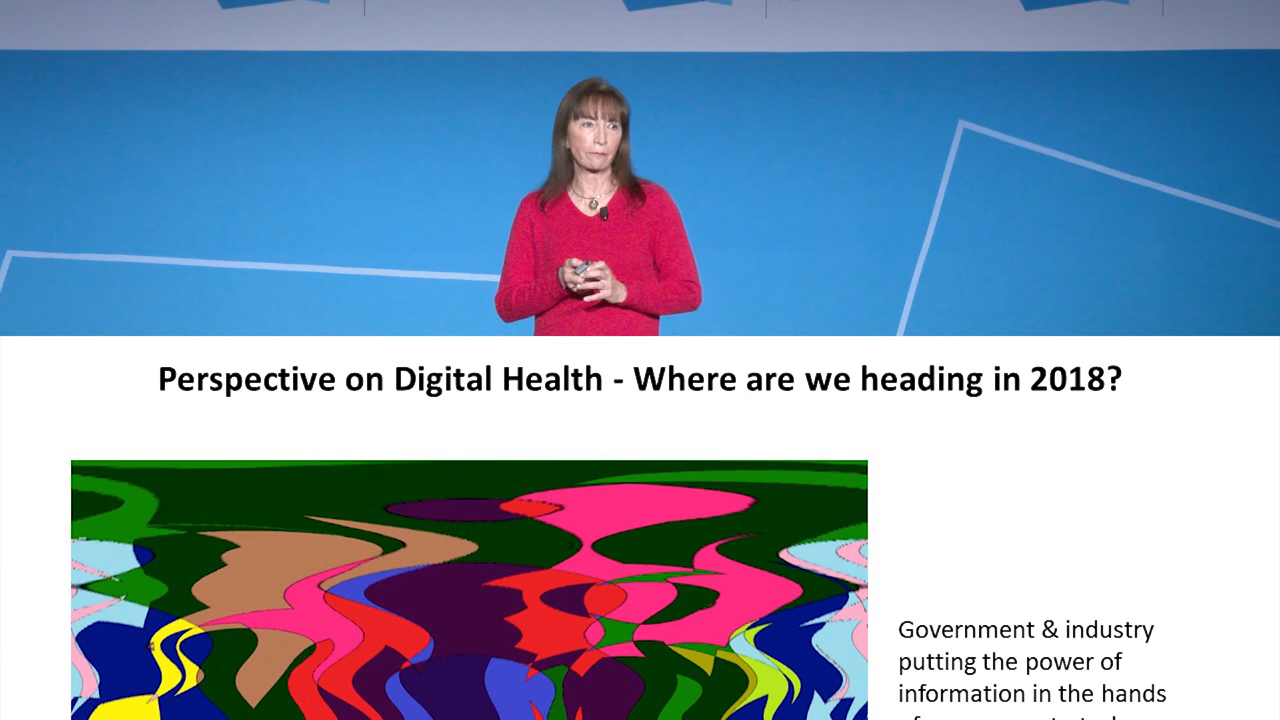 Perspective on Digital Health - Where are we heading in 2018?
Government & industry
putting the power of
information in the hands